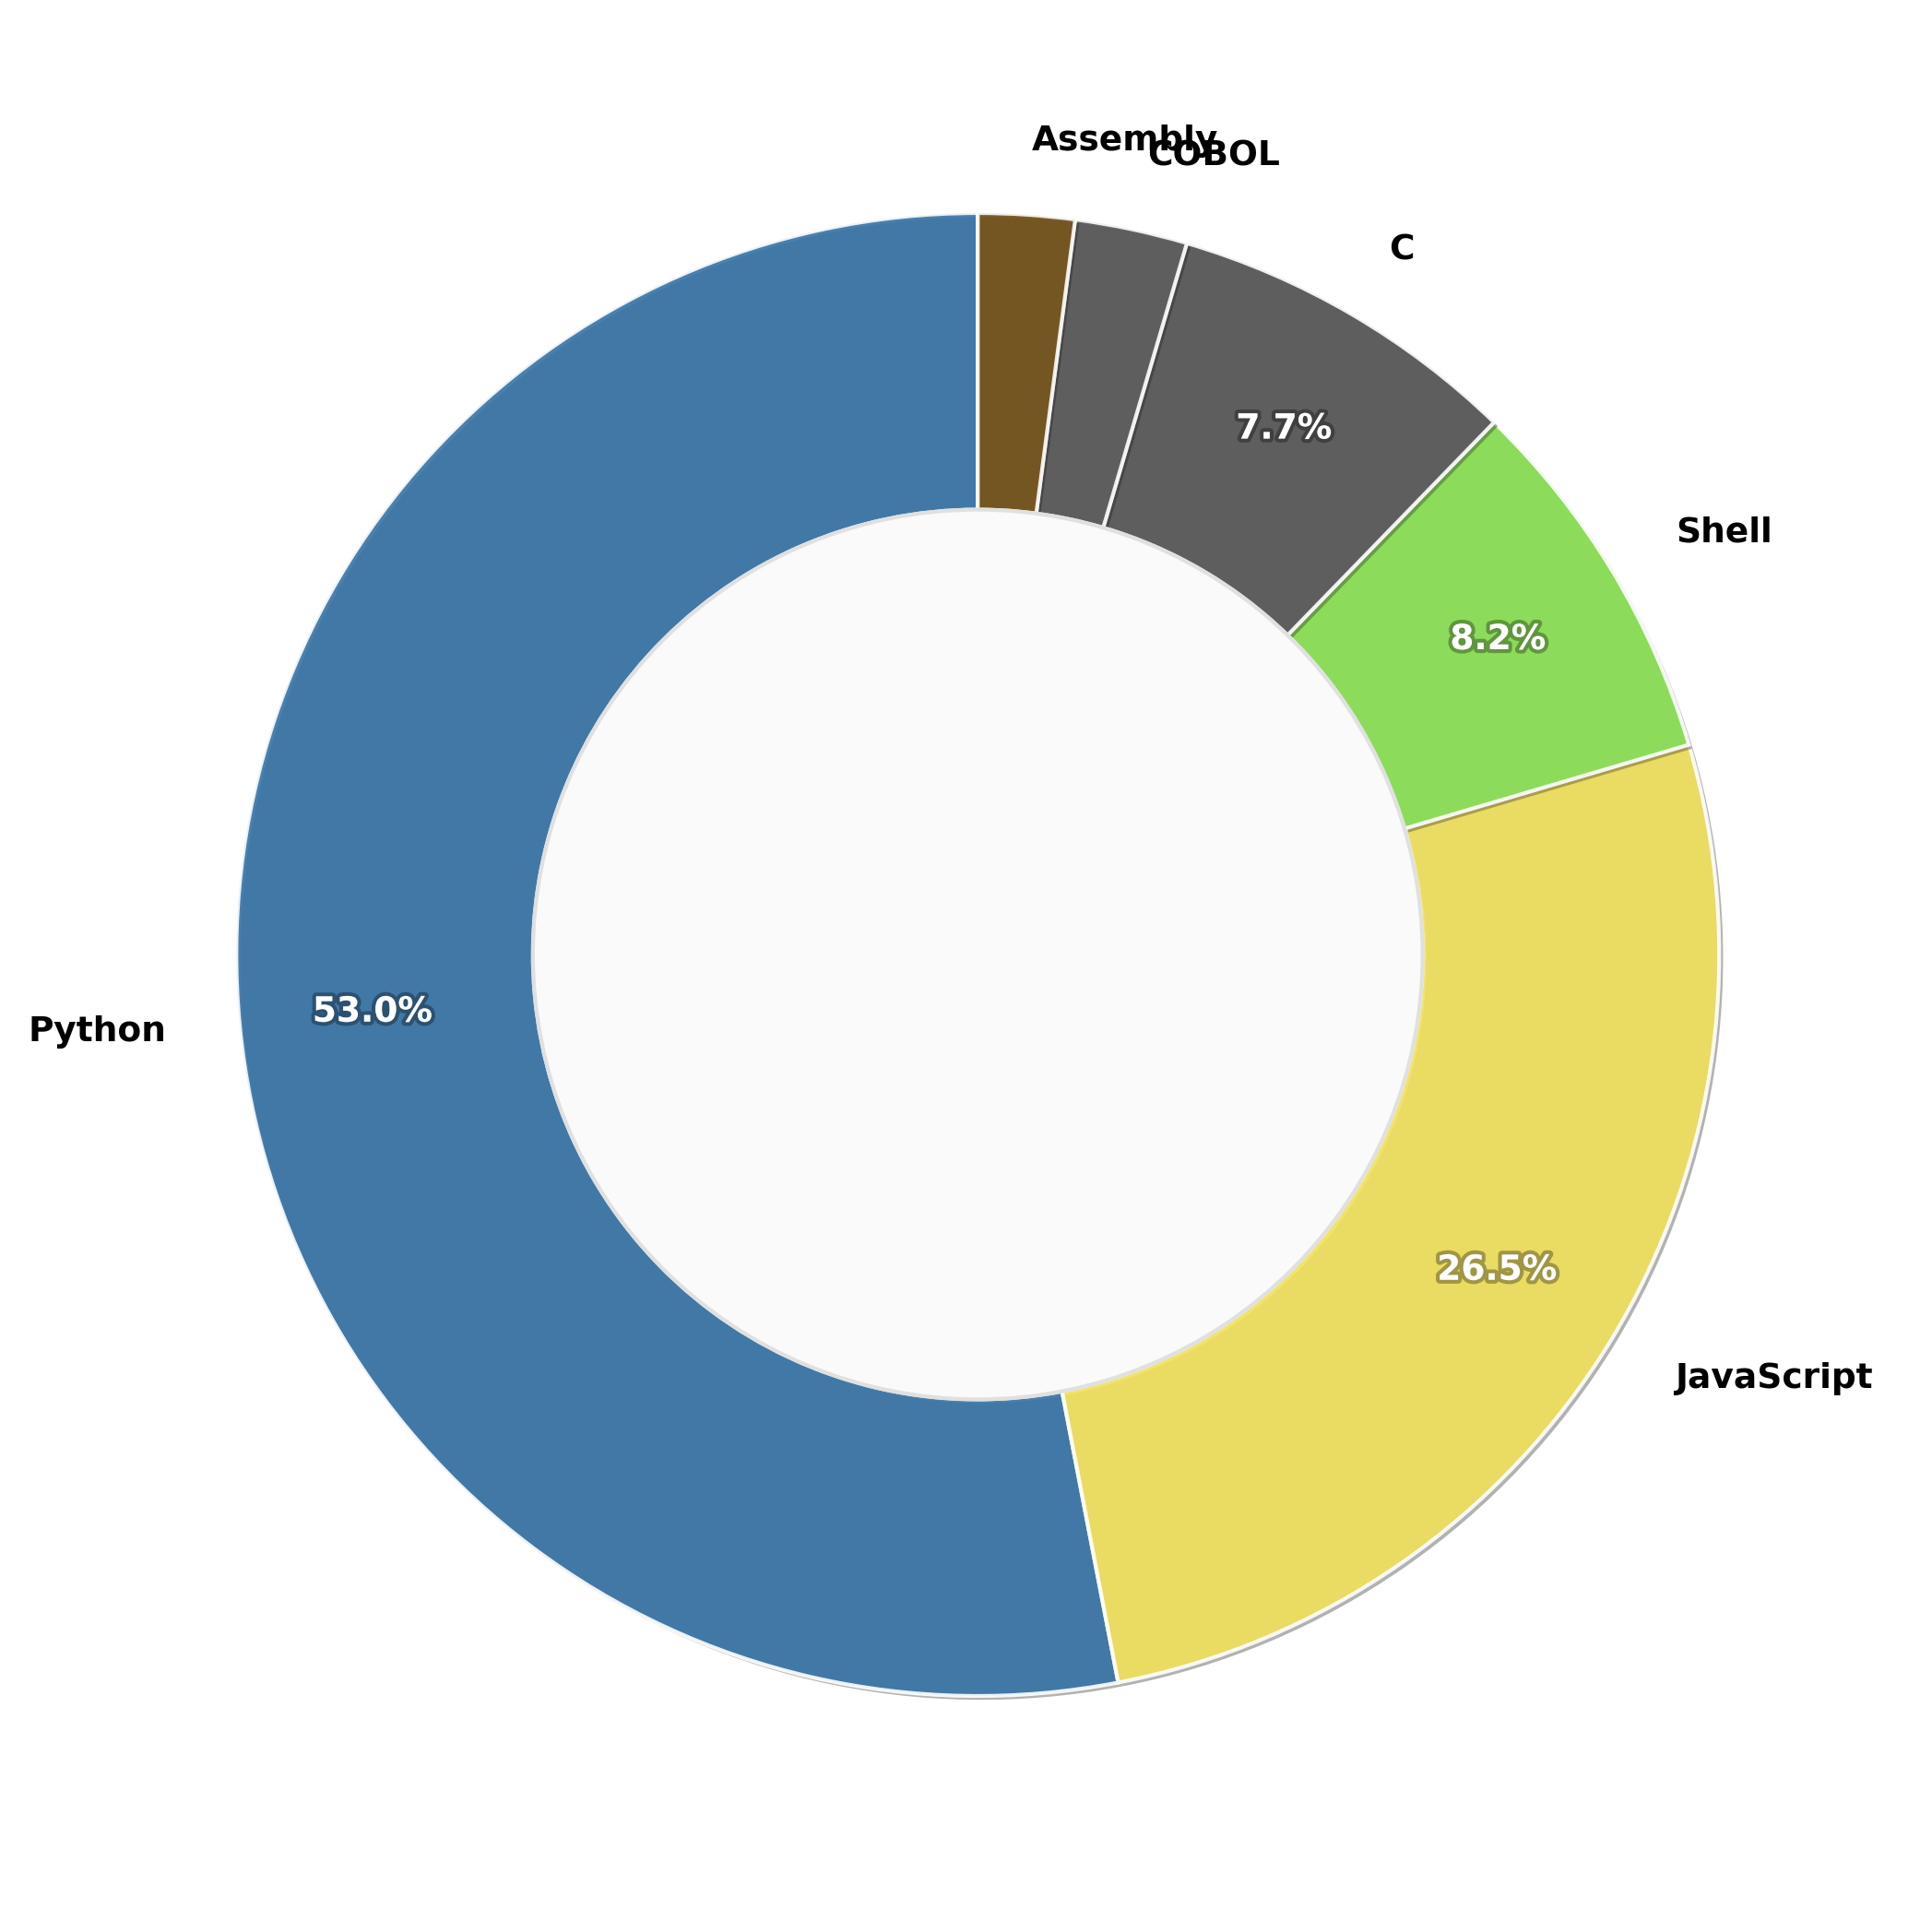 Assembly
COBOL
C
7.7%
Shell
8.2%
Python
53.0%
26.5%
JavaScript